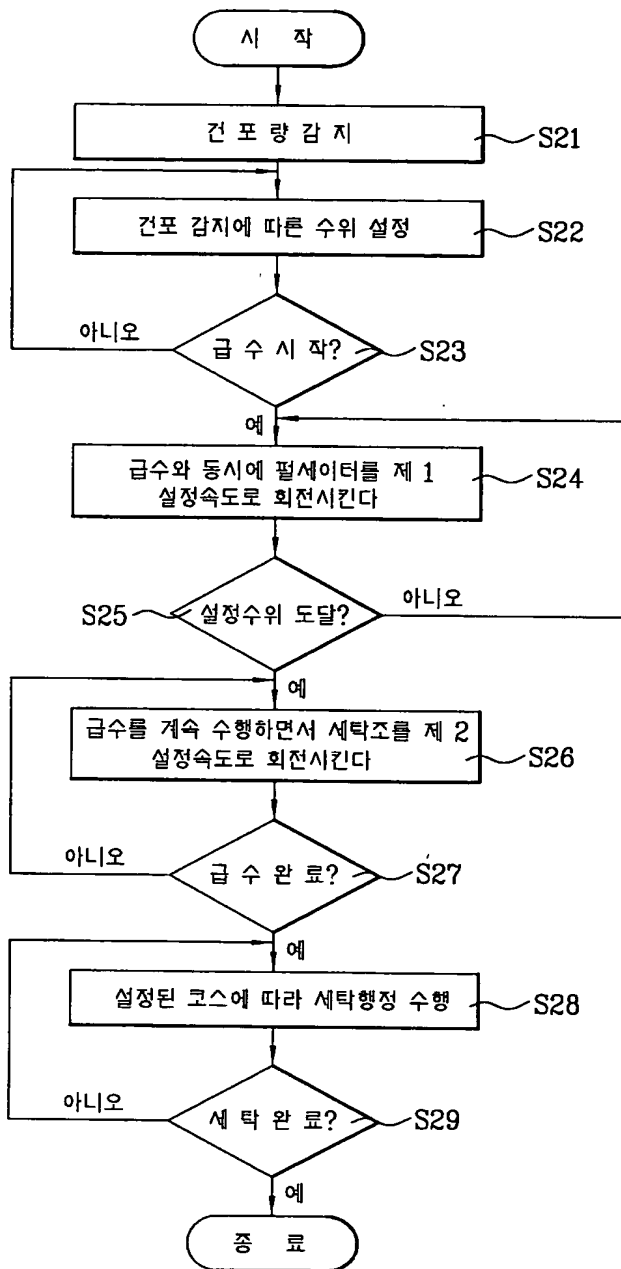 시 작
건 포 량 감 지
S21
건포 감지에 따른 수위 설정
S22
아니오
급 수 시 작?
S23
예
급수와 동시에 펄세이터를 제 1
설정속도로 회전시킨다
S24
S25
설정수위 도달?
아니오
예
급수를 계속 수행하면서 세탁조를 제 2
설정속도로 회전시킨다
S26
아니오
급 수 완 료?
S27
예
설정된 코스에 따라 세탁행정 수행
S28
아니오
세 탁 완 료?
S29
예
종 료